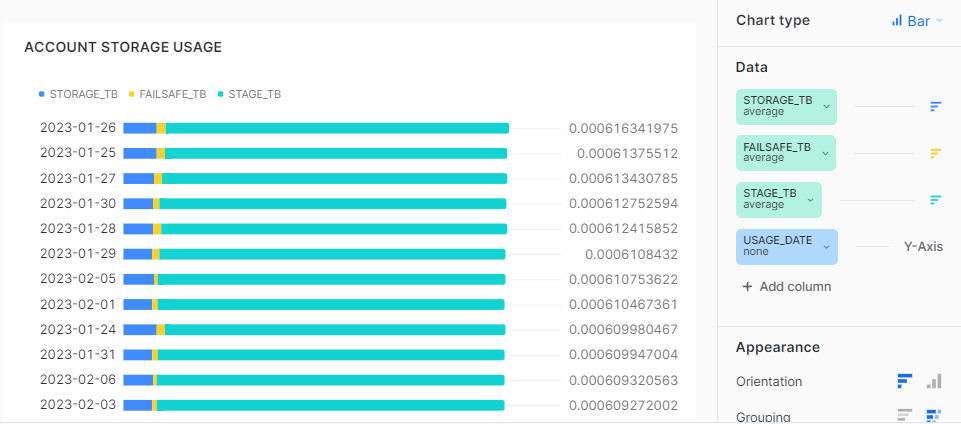 ACCOUNT STORAGE USAGE
STORAGE_TB FAILSAFE_TB STAGE_TB
2023-01-26 0.000616341975
2023-01-25 0.00061375512
2023-01-27 0.000613430785
2023-01-30 0.000612752594
2023-01-28 0.000612415852
2023-01-29 0.0006108432
2023-02-05 0.000610753622
2023-02-01 0.000610467361
2023-01-24 0.000609980467
2023-01-31 0.000609947004
2023-02-06 0.000609320563
2023-02-03 0.000609272002
Chart type Bar
Data
STORAGE_TB
average
FAILSAFE_TB
average
STAGE_TB
average
USAGE_DATE
none
Y-Axis
+ Add column
Appearance
Orientation
Grouping